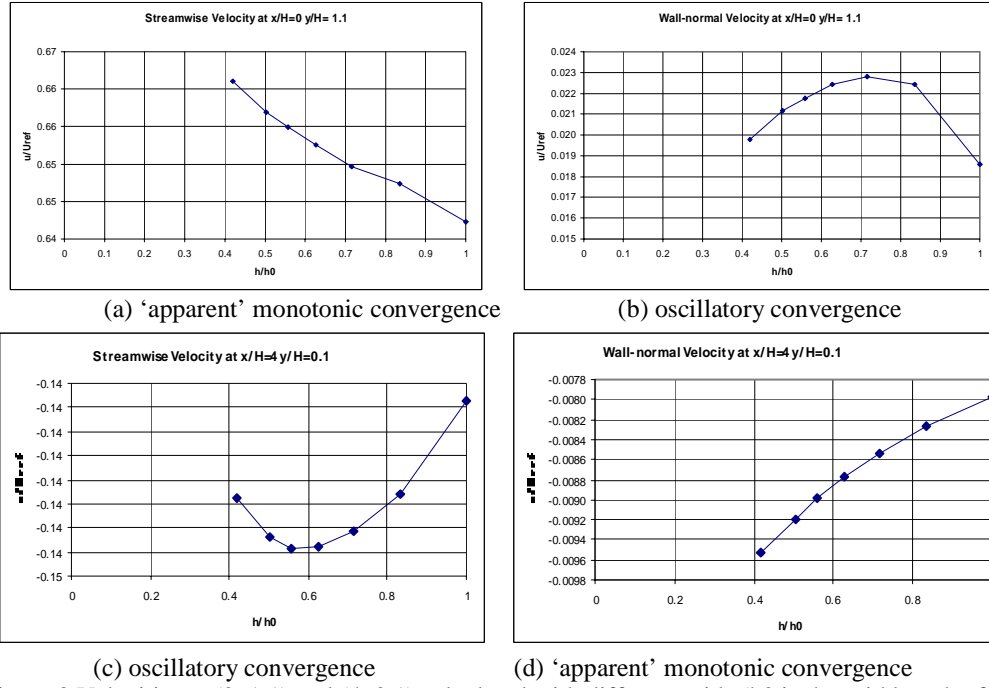 Streamwise Velocity at x/H=0 y/H= 1.1
0.67
0.66
0.66
0.65
0.65
0.64
u/Uref
0 0.1 0.2 0.3 0.4 0.5 0.6 0.7 0.8 0.9 1
h/h0
Wall-normal Velocity at x/H=0 y/H= 1.1
0.024
0.023
0.022
0.021
0.020
0.019
0.018
0.017
0.016
0.015
u/Uref
0 0.1 0.2 0.3 0.4 0.5 0.6 0.7 0.8 0.9 1
h/h0
(a) ‘apparent’ monotonic convergence
(b) oscillatory convergence
Streamwise Velocity at x/H=4 y/H=0.1
-0.14
-0.14
-0.14
-0.14
-0.14
-0.14
-0.14
-0.14
-0.15
0 0.2 0.4 0.6 0.8 1
h/h0
Wall-normal Velocity at x/H=4 y/H=0.1
-0.0078
-0.0080
-0.0082
-0.0084
-0.0086
-0.0088
-0.0090
-0.0092
-0.0094
-0.0096
-0.0098
0 0.2 0.4 0.6 0.8
h/h0
(c) oscillatory convergence
(d) ‘apparent’ monotonic convergence